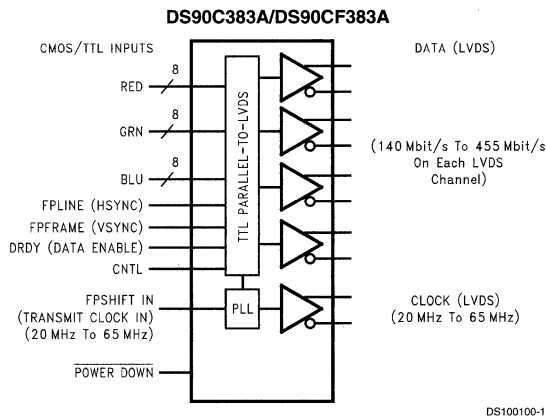 DS90C383A/DS90CF383A
CMOS/TTL INPUTS
DATA (LVDS)
8
RED
8
GRN
8
BLU
FPLINE (HSYNC)
FPFRAME (VSYNC)
DRDY (DATA ENABLE)
CNTL
TTL PARALLEL-TO-LVDS
(140 Mbit/s To 455 Mbit/s
On Each LVDS
Channel)
FPSHIFT IN
(TRANSMIT CLOCK IN)
(20 MHz To 65 MHz)
PLL
CLOCK (LVDS)
(20 MHz To 65 MHz)
POWER DOWN
DS100100-1